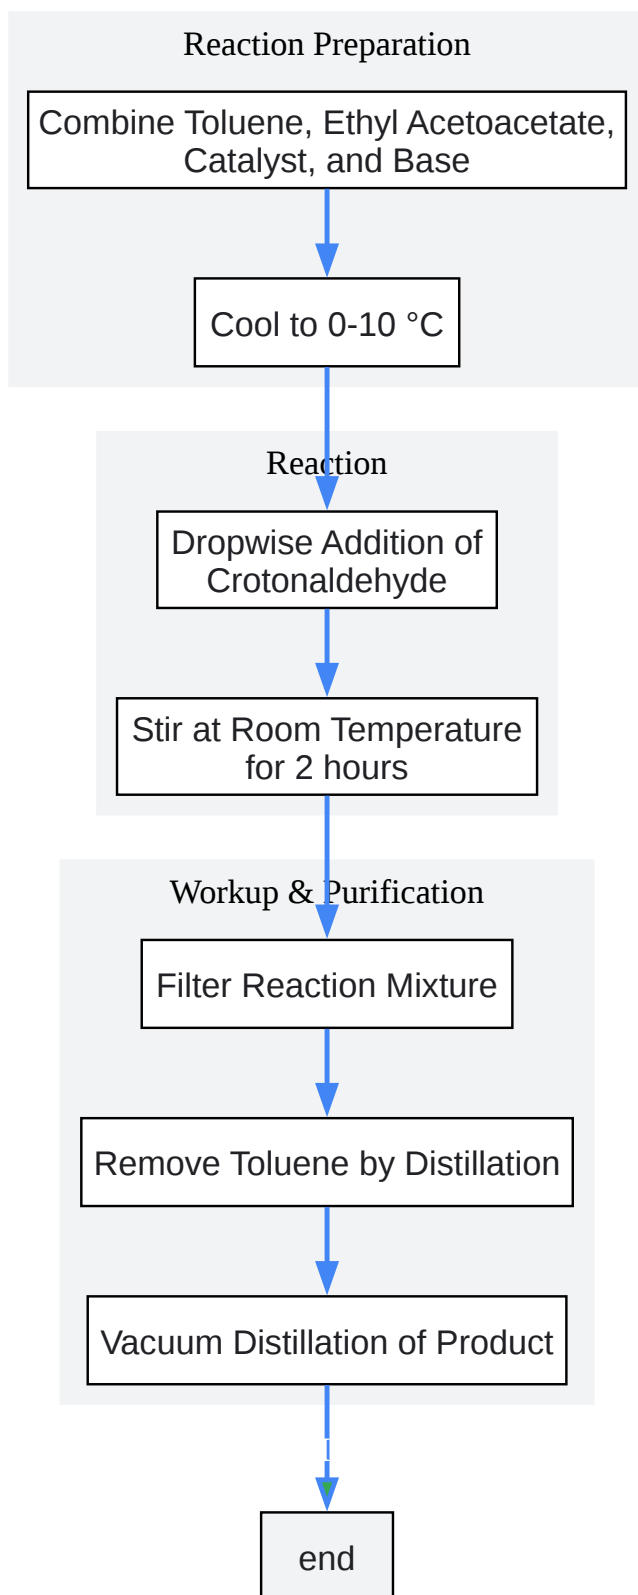 Reaction Preparation
Combine Toluene, Ethyl Acetoacetate,
Catalyst, and Base
Cool to 0-10 °C
Reaction
Dropwise Addition of
Crotonaldehyde
Stir at Room Temperature
for 2 hours
Workup & Purification
Filter Reaction Mixture
Remove Toluene by Distillation
Vacuum Distillation of Product
end